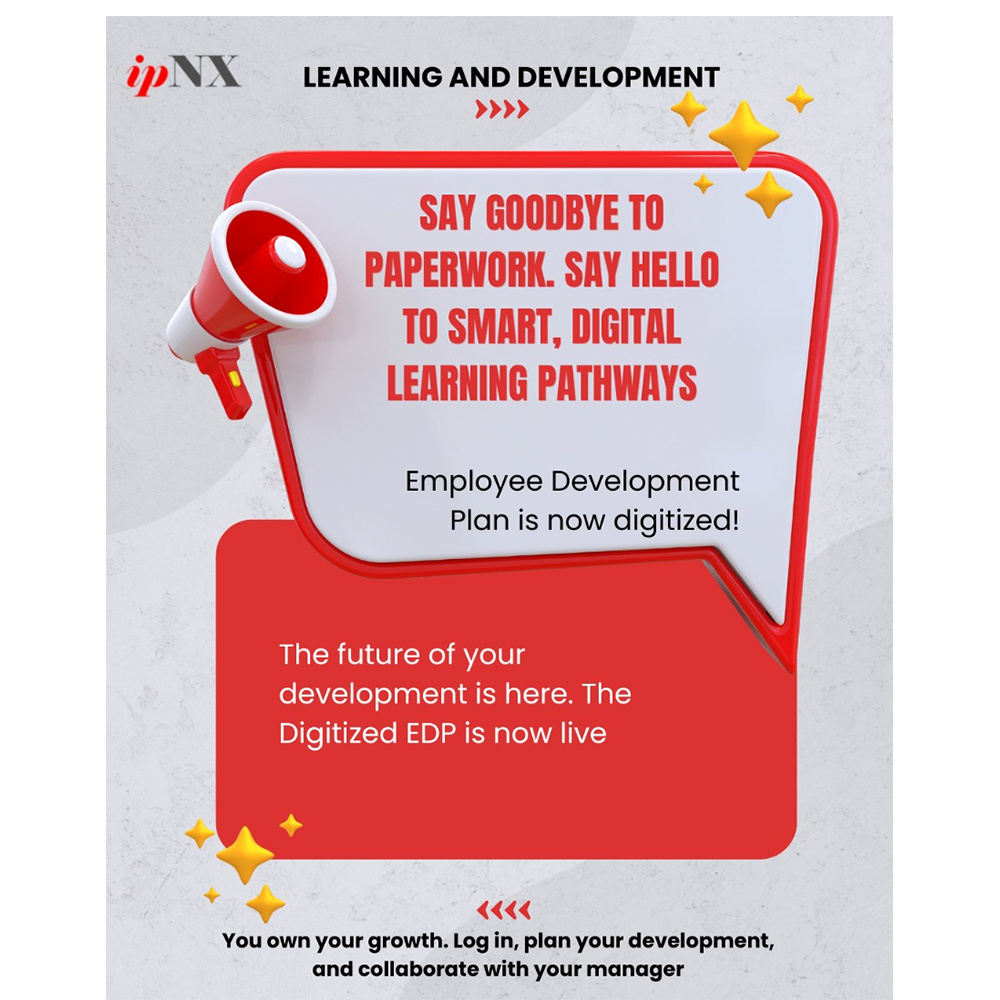 ipNX
LEARNING AND DEVELOPMENT
SAY GOODBYE TO
PAPERWORK. SAY HELLO
TO SMART, DIGITAL
LEARNING PATHWAYS
Employee Development
Plan is now digitized!
The future of your
development is here. The
Digitized EDP is now live
You own your growth. Log in, plan your development,
and collaborate with your manager